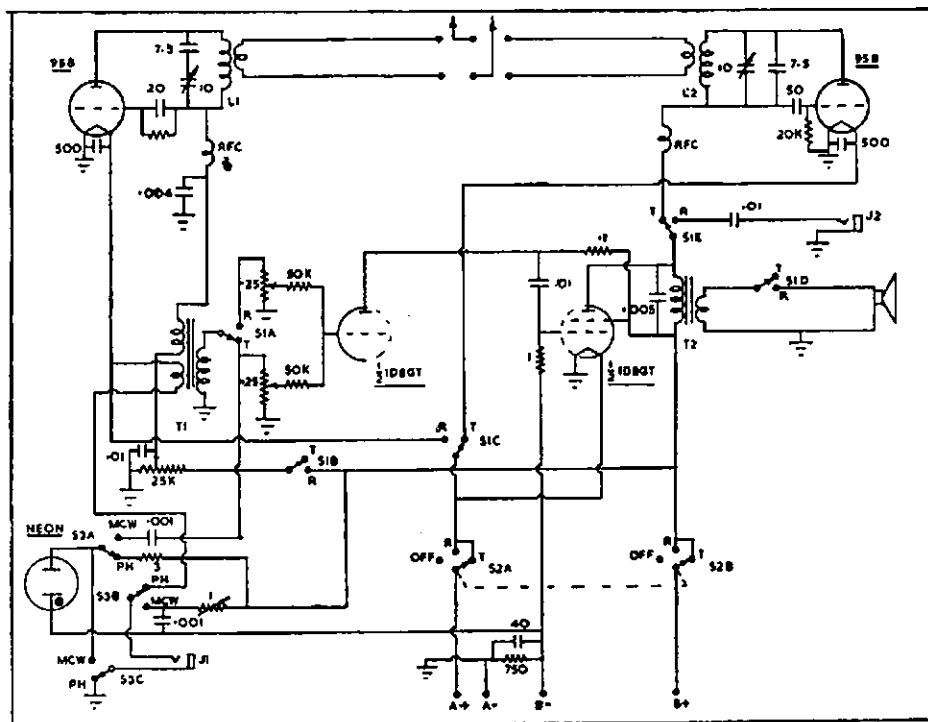 958
7.5
10
L1
20
500
RFC
.004
L2
10
7.5
958
50
20K
500
RFC
T
R
.01
J2
S1E
.25
50K
R
S1A
T
.25
50K
½ 1D8GT
T1
.01
½ 1D8GT
.005
T2
T
S1D
R
R
T
S1C
.01
25K
T
S1B
R
NEON
MCW
.001
S3A
PH
3
PH
S3B
MCW
1
.001
MCW
S3C
PH
J1
OFF
R
T
S2A
OFF
R
T
S2B
40
750
A+
A-
B-
B+